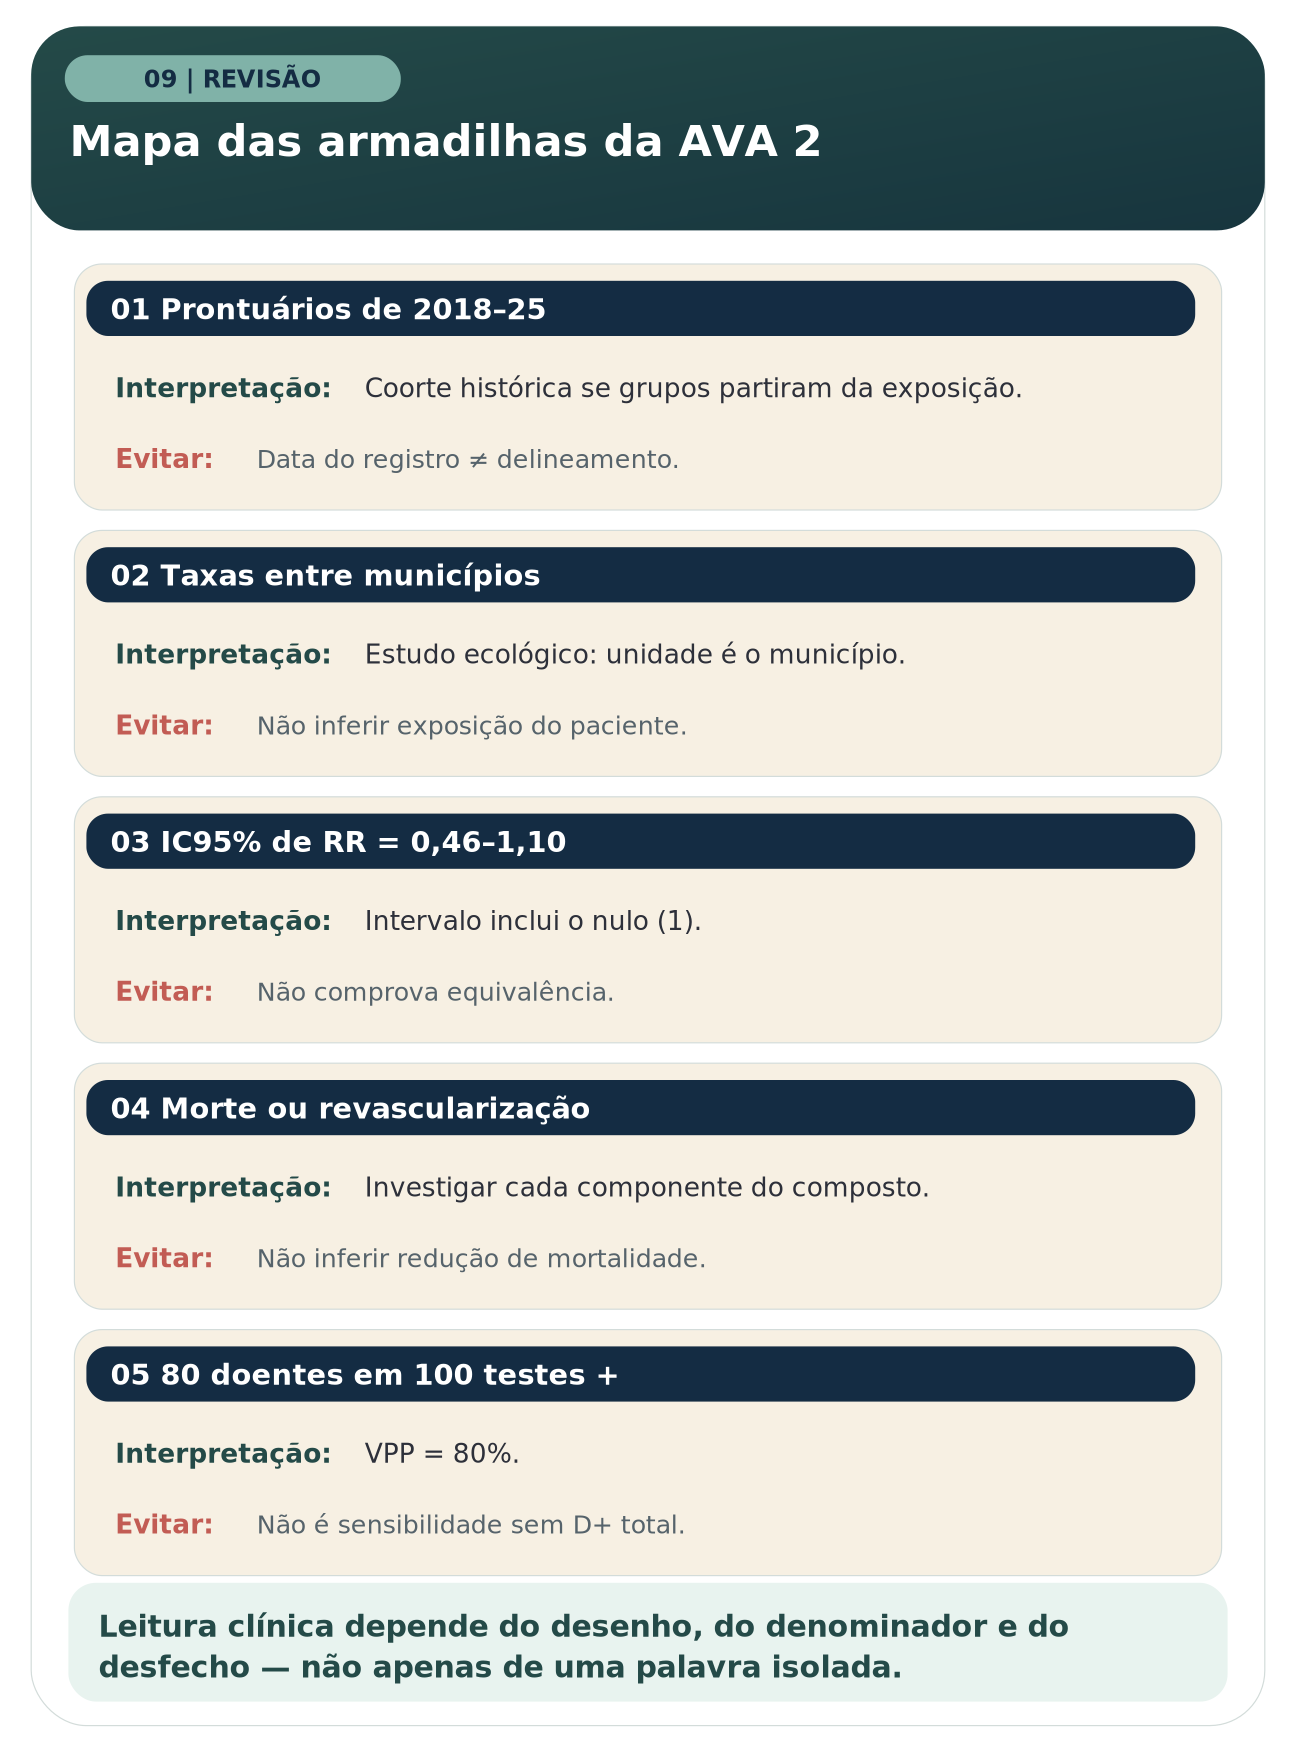 09 | REVISÃO
Mapa das armadilhas da AVA 2
01 Prontuários de 2018–25
Interpretação: Coorte histórica se grupos partiram da exposição.
Evitar: Data do registro ≠ delineamento.
02 Taxas entre municípios
Interpretação: Estudo ecológico: unidade é o município.
Evitar: Não inferir exposição do paciente.
03 IC95% de RR = 0,46–1,10
Interpretação: Intervalo inclui o nulo (1).
Evitar: Não comprova equivalência.
04 Morte ou revascularização
Interpretação: Investigar cada componente do composto.
Evitar: Não inferir redução de mortalidade.
05 80 doentes em 100 testes +
Interpretação: VPP = 80%.
Evitar: Não é sensibilidade sem D+ total.
Leitura clínica depende do desenho, do denominador e do
desfecho — não apenas de uma palavra isolada.